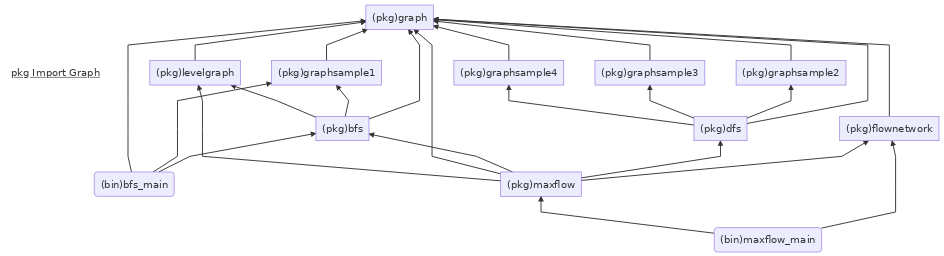 (pkg)graph
pkg Import Graph
(pkg)levelgraph
(pkg)graphsample1
(pkg)graphsample4
(pkg)graphsample3
(pkg)graphsample2
(pkg)bfs
(pkg)dfs
(pkg)flownetwork
(bin)bfs_main
(pkg)maxflow
(bin)maxflow_main